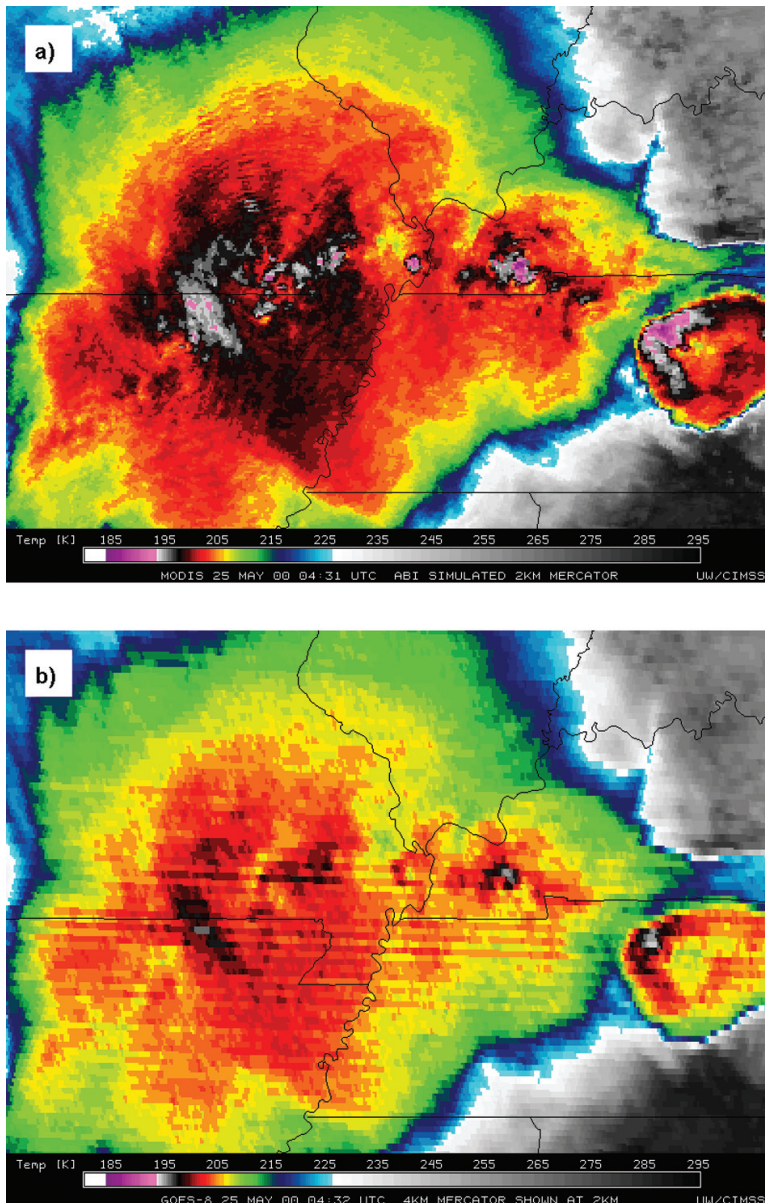 a)
Temp [K] 185 195 205 215 225 235 245 255 265 275 285 295
MODIS 25 MAY 00 04:31 UTC ABI SIMULATED 2KM MERCATOR UW/CIMSS
b)
Temp [K] 185 195 205 215 225 235 245 255 265 275 285 295
GOES-8 25 MAY 00 04:32 UTC 4KM MERCATOR SHOWN AT 2KM UW/CIMSS